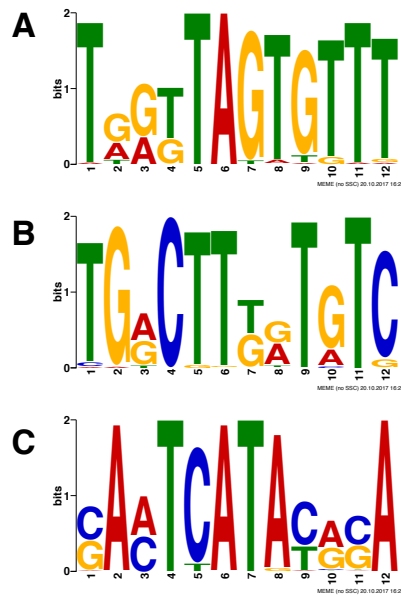 A
2
bits
1
0
T G G T T A G T G T T T
A A G T G
1 2 3 4 5 6 7 8 9 10 11 12
MEME (no SSC) 20.10.2017 16:2
B
2
bits
1
0
T G A C T T T G T G T C
G G A A G
1 2 3 4 5 6 7 8 9 10 11 12
MEME (no SSC) 20.10.2017 16:2
C
2
bits
1
0
C A A T C A T A C A C A
G C T T G G
1 2 3 4 5 6 7 8 9 10 11 12
MEME (no SSC) 20.10.2017 16:2